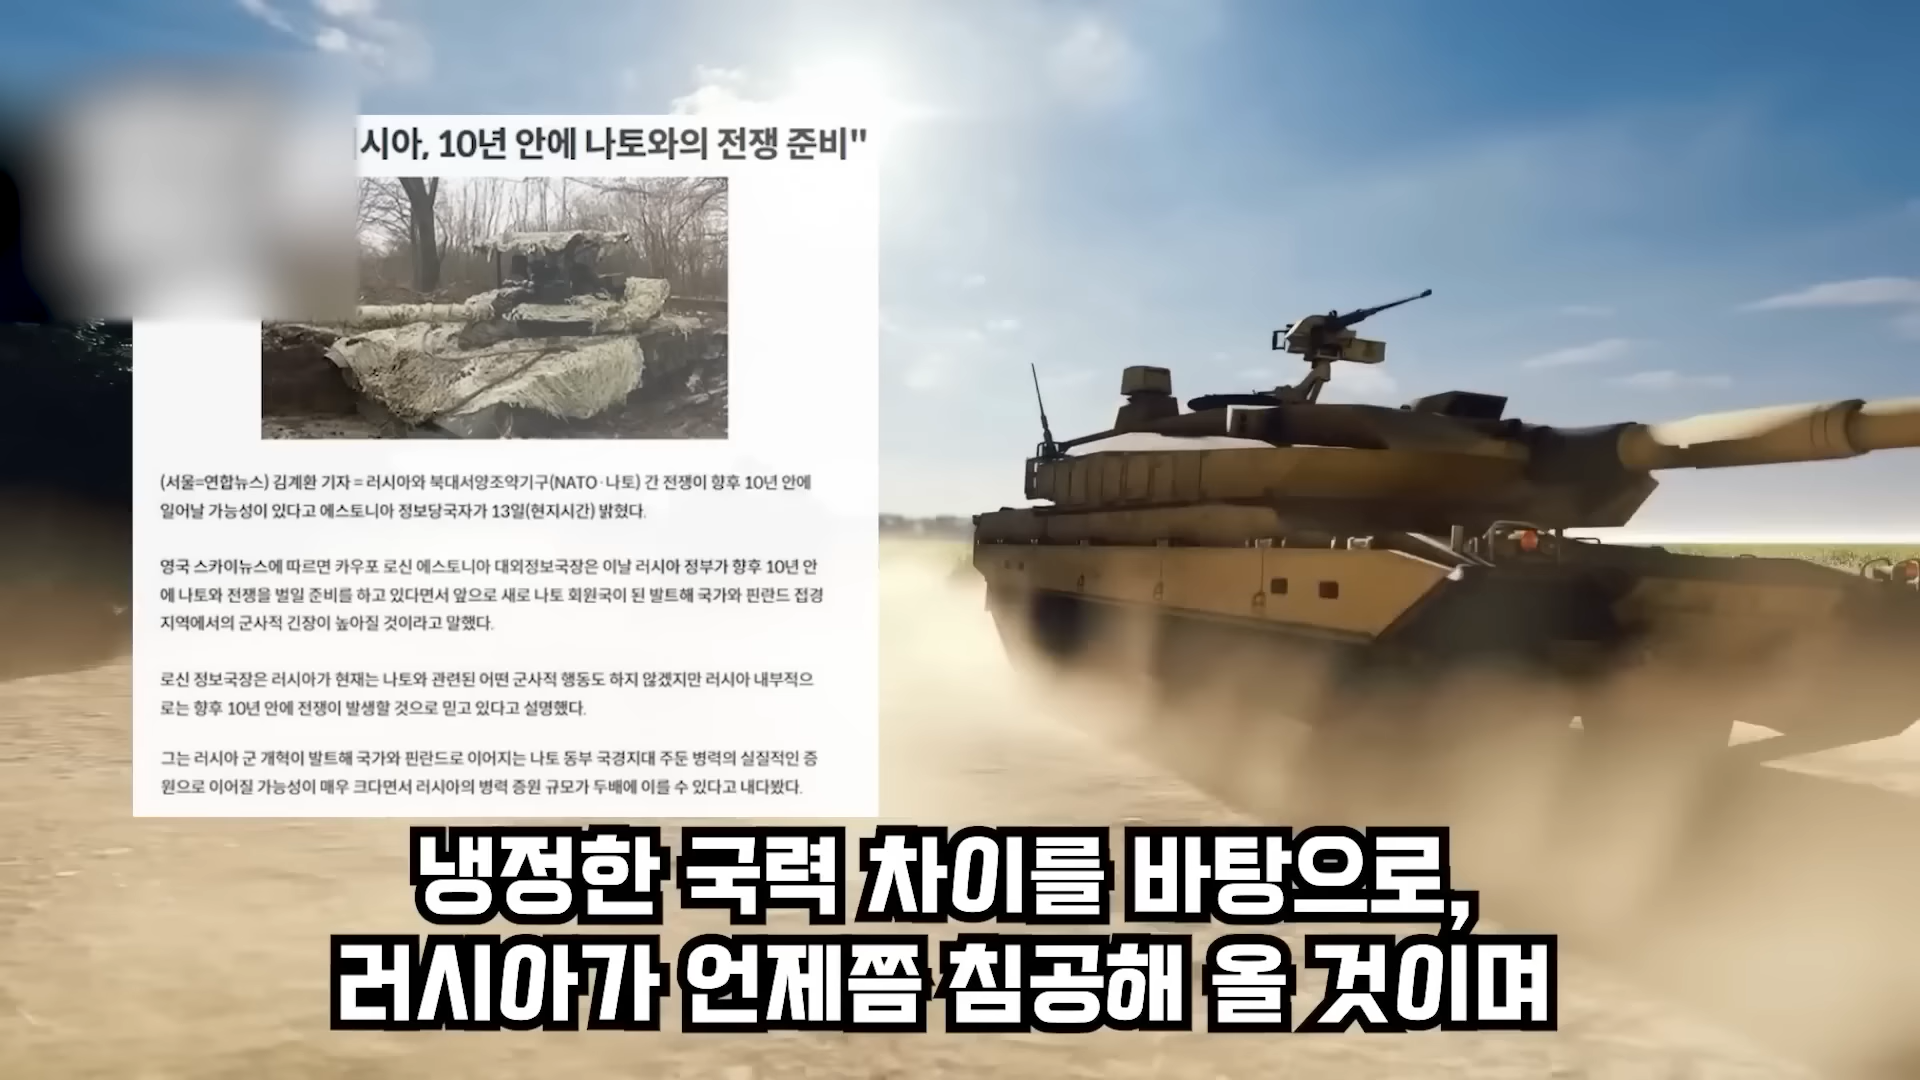 시아, 10년 안에 나토와의 전쟁 준비"
(서울=연합뉴스) 김계환 기자 = 러시아와 북대서양조약기구(NATO·나토) 간 전쟁이 향후 10년 안에
일어날 가능성이 있다고 에스토니아 정보당국자가 13일(현지시간) 밝혔다.
영국 스카이뉴스에 따르면 카우포 로신 에스토니아 대외정보국장은 이날 러시아 정부가 향후 10년 안
에 나토와 전쟁을 벌일 준비를 하고 있다면서 앞으로 새로 나토 회원국이 된 발트해 국가와 핀란드 접경
지역에서의 군사적 긴장이 높아질 것이라고 말했다.
로신 정보국장은 러시아가 현재는 나토와 관련된 어떤 군사적 행동도 하지 않겠지만 러시아 내부적으
로는 향후 10년 안에 전쟁이 발생할 것으로 믿고 있다고 설명했다.
그는 러시아 군 개혁이 발트해 국가와 핀란드로 이어지는 나토 동부 국경지대 주둔 병력의 실질적인 증
원으로 이어질 가능성이 매우 크다면서 러시아의 병력 증원 규모가 두배에 이를 수 있다고 내다봤다.
냉정한 국력 차이를 바탕으로,
러시아가 언제쯤 침공해 올 것이며